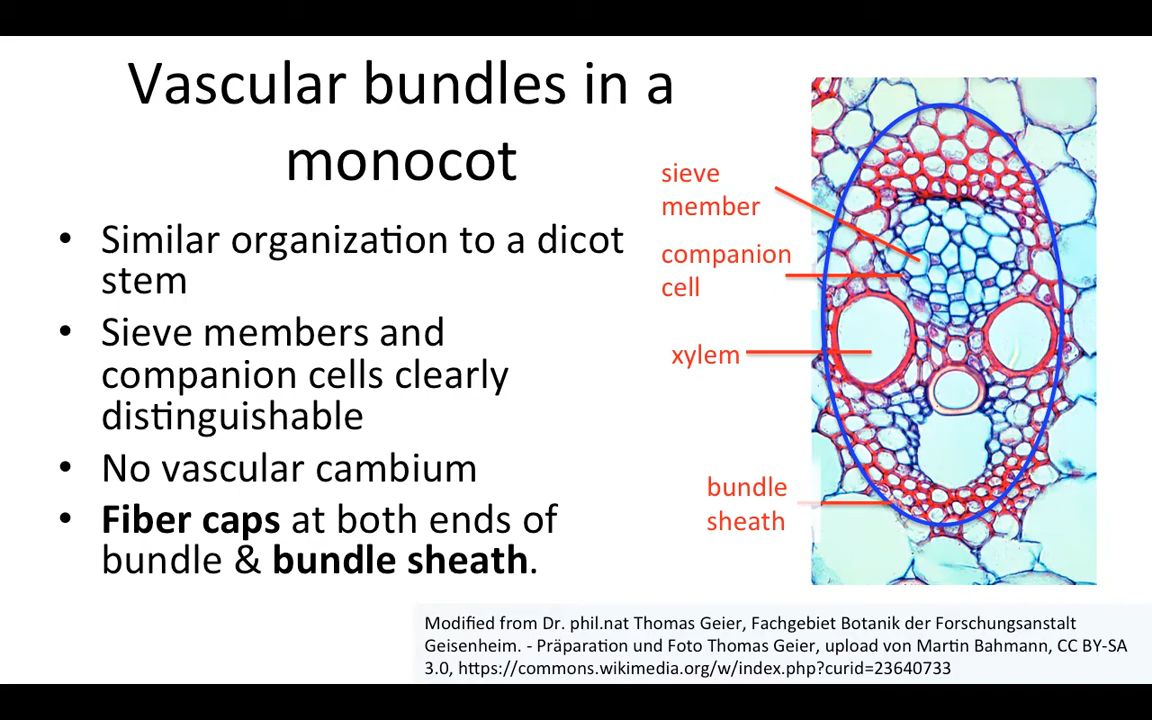 Vascular bundles in a
monocot
• Similar organization to a dicot
stem
• Sieve members and
companion cells clearly
distinguishable
• No vascular cambium
• Fiber caps at both ends of
bundle & bundle sheath.
sieve
member
companion
cell
xylem
bundle
sheath
Modified from Dr. phil.nat Thomas Geier, Fachgebiet Botanik der Forschungsanstalt
Geisenheim. - Präparation und Foto Thomas Geier, upload von Martin Bahmann, CC BY-SA
3.0, https://commons.wikimedia.org/w/index.php?curid=23640733